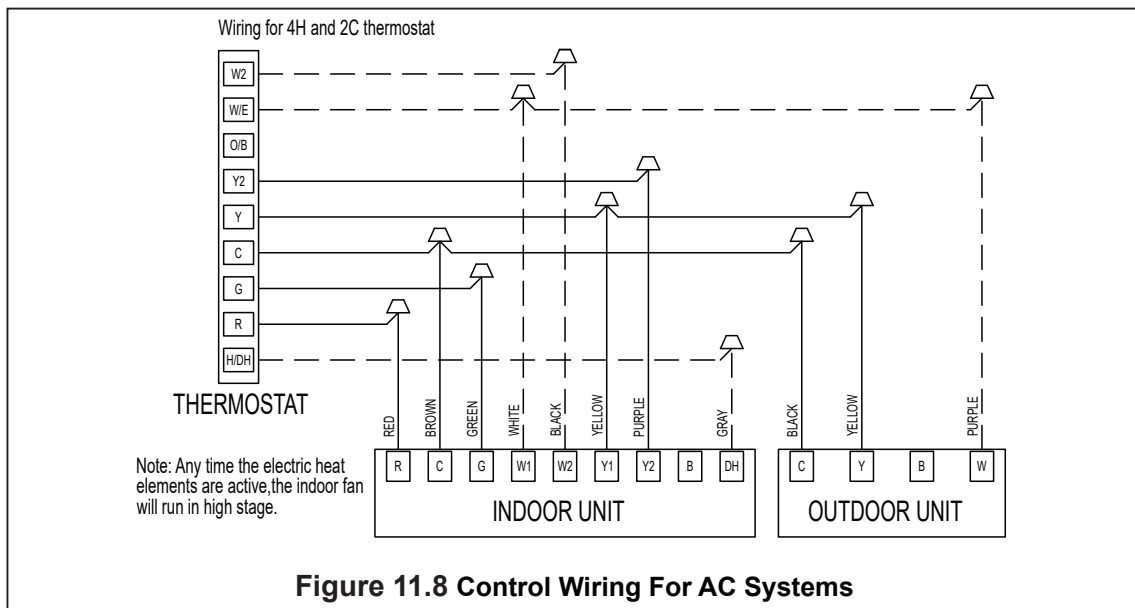 Wiring for 4H and 2C thermostat
W2
W/E
O/B
Y2
Y
C
G
R
H/DH
THERMOSTAT
RED
BROWN
GREEN
WHITE
BLACK
YELLOW
PURPLE
GRAY
BLACK
YELLOW
PURPLE
Note: Any time the electric heat
elements are active,the indoor fan
will run in high stage.
R
C
G
W1
W2
Y1
Y2
B
DH
INDOOR UNIT
C
Y
B
W
OUTDOOR UNIT
Figure 11.8 Control Wiring For AC Systems